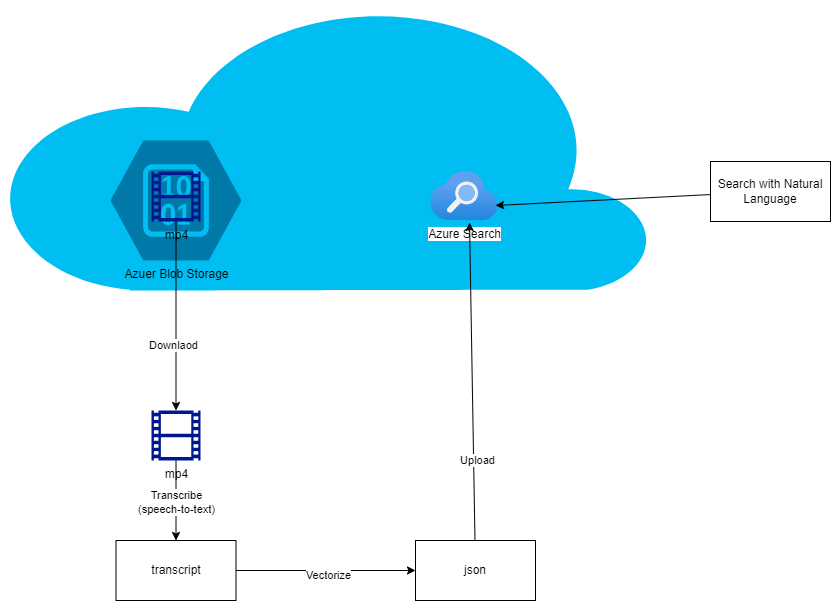 10
01
mp4
Azuer Blob Storage
Azure Search
Search with Natural
Language
Downlaod
mp4
Transcribe
(speech-to-text)
transcript
Vectorize
json
Upload